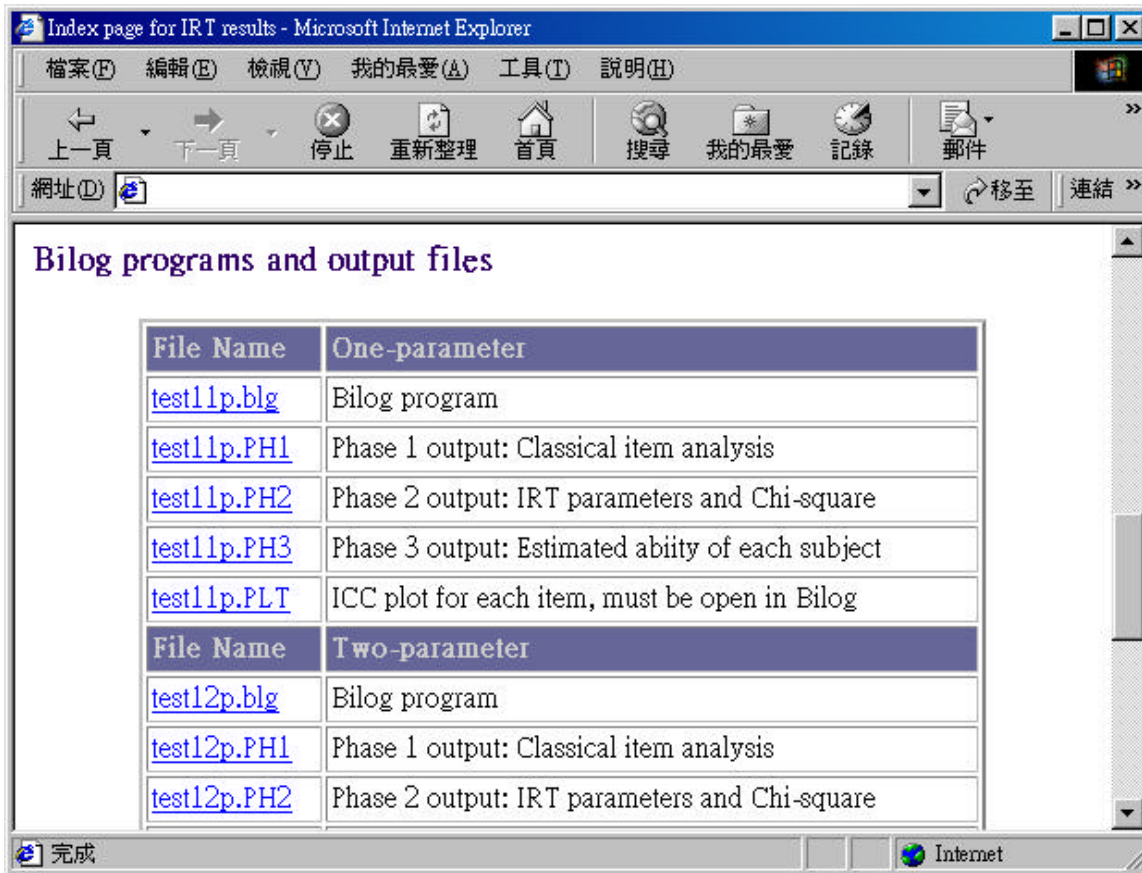 Index page for IRT results - Microsoft Internet Explorer
檔案(F) 編輯(E) 檢視(V) 我的最愛(A) 工具(T) 說明(H)
上一頁 下一頁 停止 重新整理 首頁 搜尋 我的最愛 記錄 郵件 »
網址(D) 移至 連結 »
Bilog programs and output files
File Name One-parameter
test11p.blg Bilog program
test11p.PH1 Phase 1 output: Classical item analysis
test11p.PH2 Phase 2 output: IRT parameters and Chi-square
test11p.PH3 Phase 3 output: Estimated abiity of each subject
test11p.PLT ICC plot for each item, must be open in Bilog
File Name Two-parameter
test12p.blg Bilog program
test12p.PH1 Phase 1 output: Classical item analysis
test12p.PH2 Phase 2 output: IRT parameters and Chi-square
完成 Internet